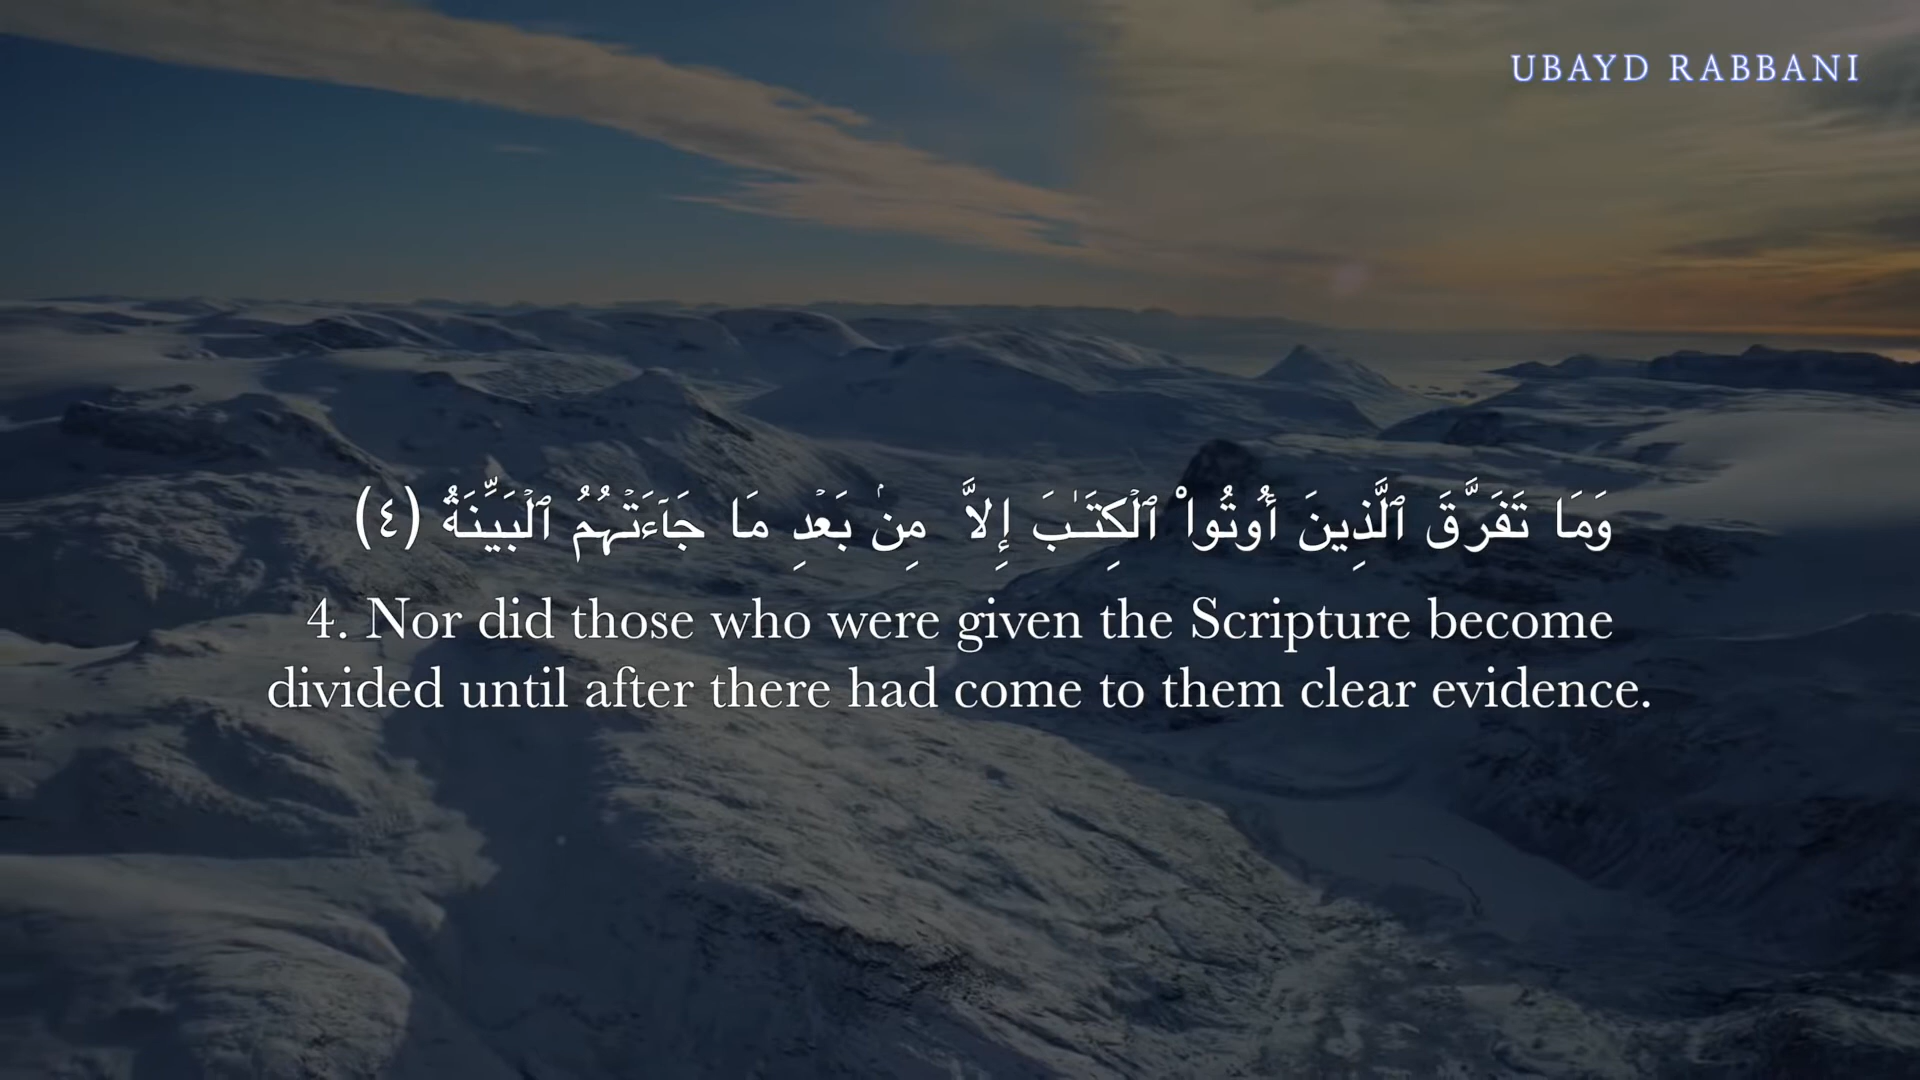 UBAYD RABBANI
وَمَا تَفَرَّقَ ٱلَّذِينَ أُوتُوا۟ ٱلْكِتَـٰبَ إِلَّا مِنۢ بَعْدِ مَا جَآءَتْهُمُ ٱلْبَيِّنَةُ (٤)
4. Nor did those who were given the Scripture become
divided until after there had come to them clear evidence.